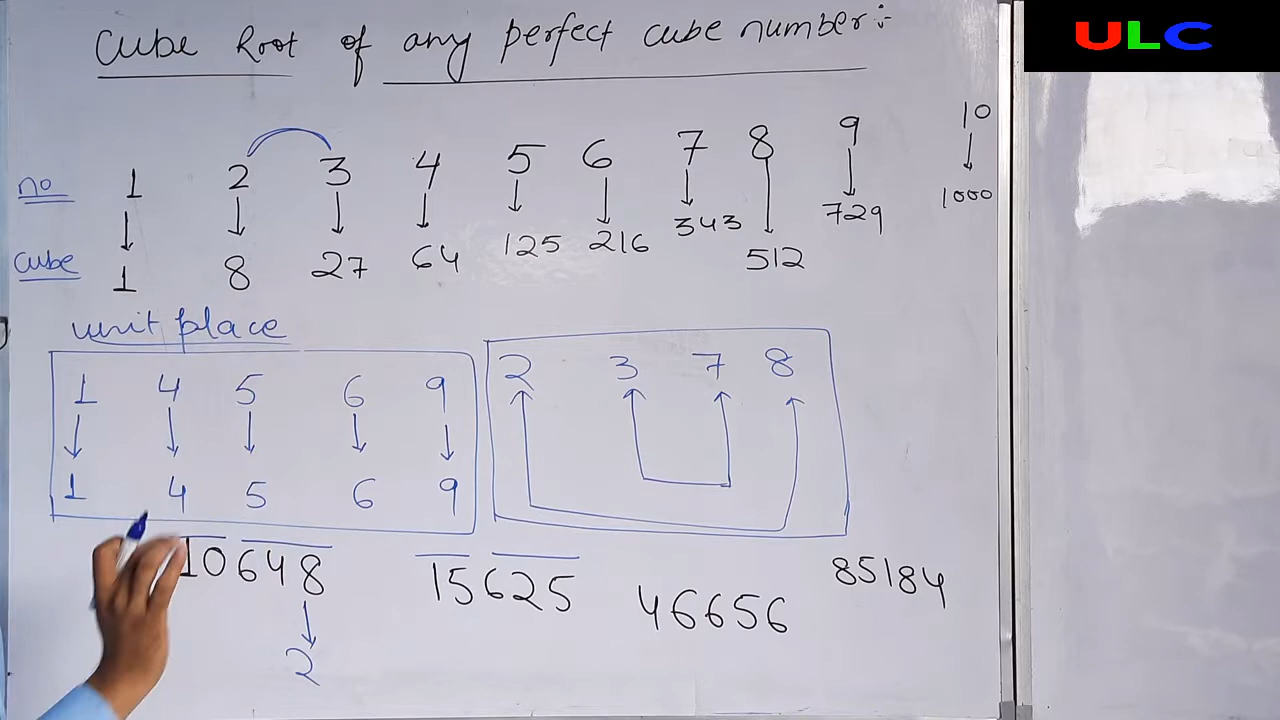 Cube Root of any perfect cube number:-
ULC
no 1 2 3 4 5 6 7 8 9 10
cube 1 8 27 64 125 216 343 512 729 1000
unit place
1 4 5 6 9 2 3 7 8
1 4 5 6 9
10648 15625 46656 85184
2